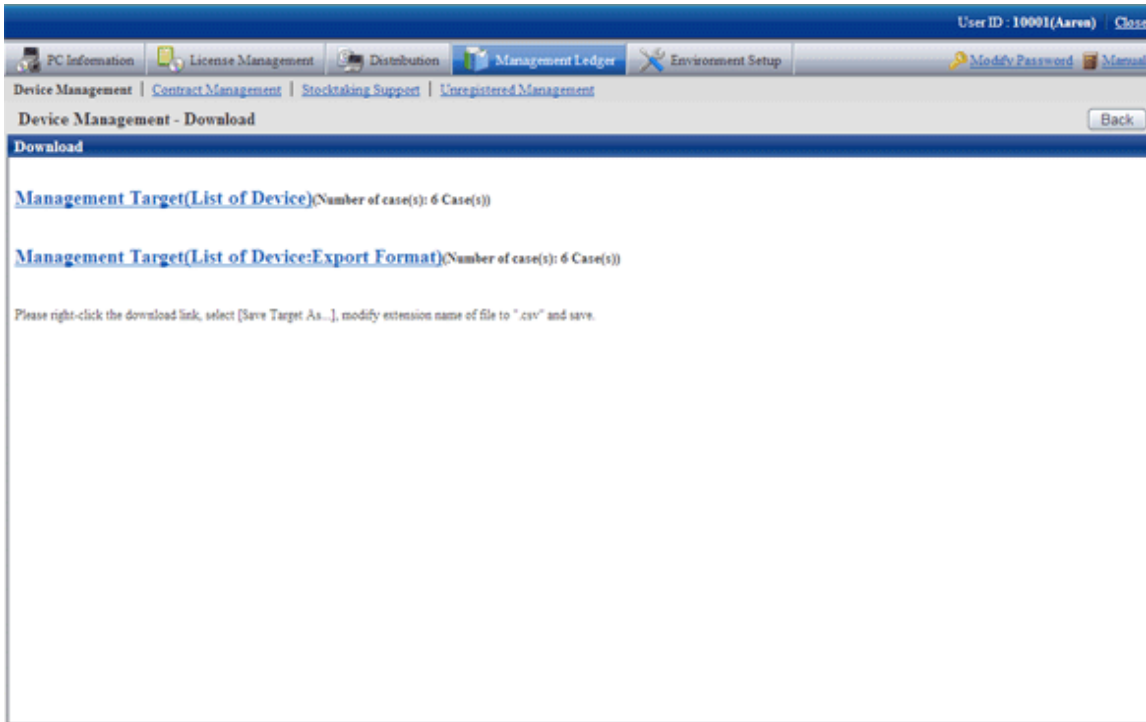 User ID : 10001(Aaron) Close
PC Infeomation License Management Distribution Management Ledger Environment Setup Modify Password Manual
Device Management | Contract Management | Stocktaking Support | Unregistered Management
Device Management - Download Back
Download
Management Target(List of Device)(Number of case(s): 6 Case(s))
Management Target(List of Device:Export Format)(Number of case(s): 6 Case(s))
Please right-click the download link, select [Save Target As...], modify extension name of file to ".csv" and save.